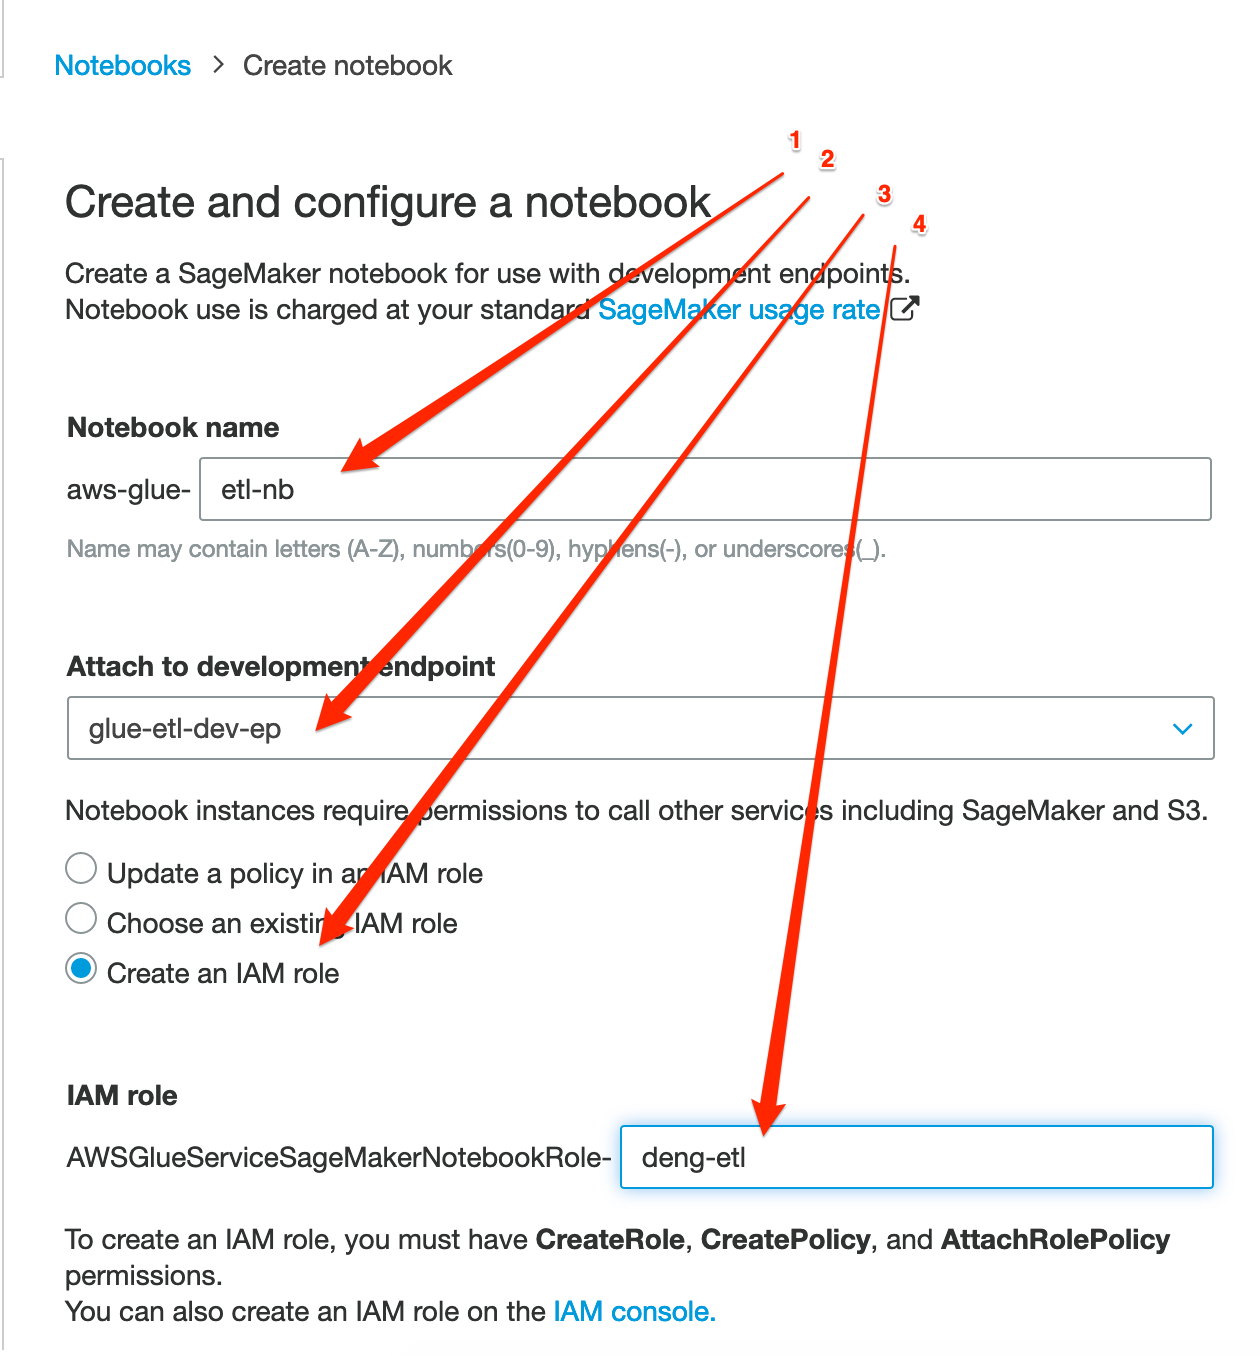 Notebooks > Create notebook
1
2
3
4
Create and configure a notebook
Create a SageMaker notebook for use with development endpoints.
Notebook use is charged at your standard SageMaker usage rate
Notebook name
aws-glue- etl-nb
Name may contain letters (A-Z), numbers(0-9), hyphens(-), or underscores(_).
Attach to development endpoint
glue-etl-dev-ep
Notebook instances require permissions to call other services including SageMaker and S3.
Update a policy in an IAM role
Choose an existing IAM role
Create an IAM role
IAM role
AWSGlueServiceSageMakerNotebookRole- deng-etl
To create an IAM role, you must have CreateRole, CreatePolicy, and AttachRolePolicy
permissions.
You can also create an IAM role on the IAM console.